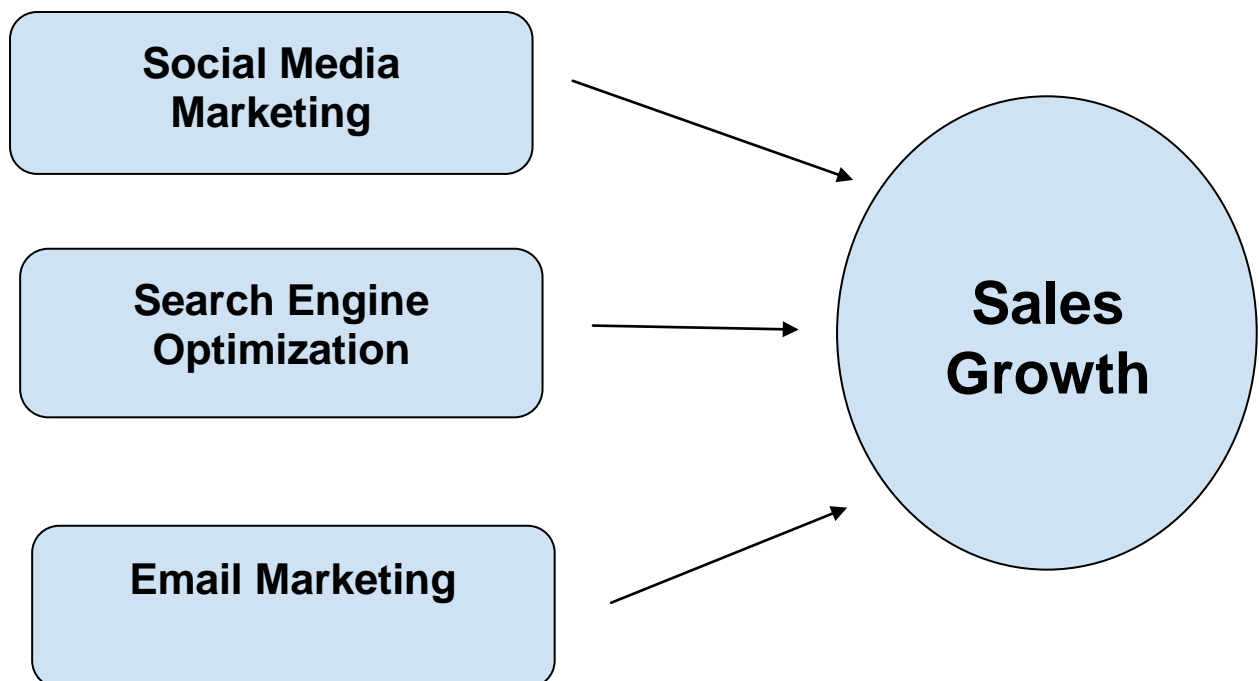 Social Media
Marketing
Search Engine
Optimization
Email Marketing
Sales
Growth